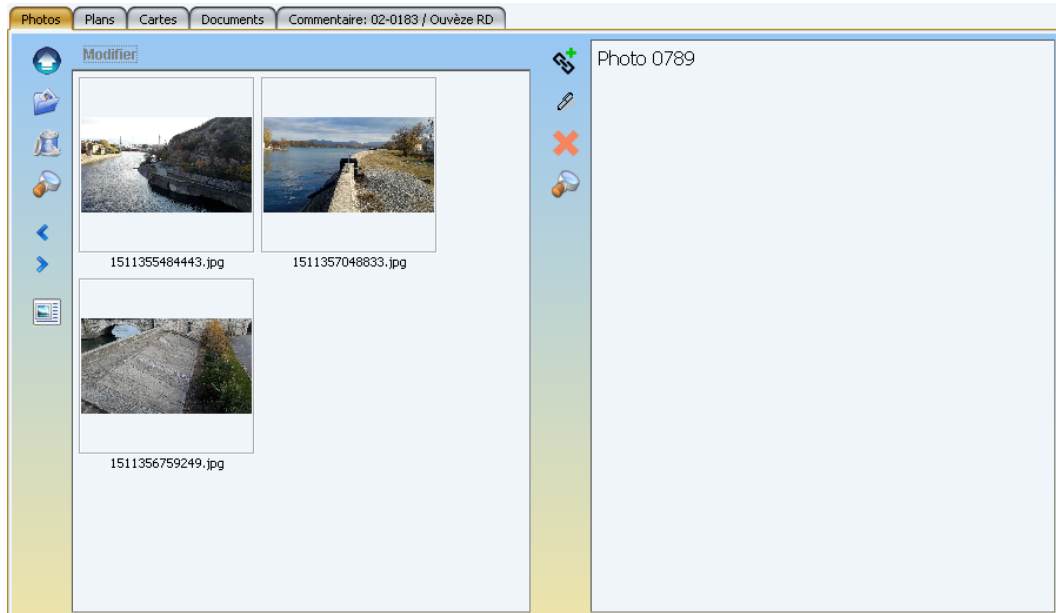 Photos Plans Cartes Documents Commentaire: 02-0183 / Ouvèze RD
Modifier
Photo 0789
1511355484443.jpg 1511357048833.jpg
1511356759249.jpg